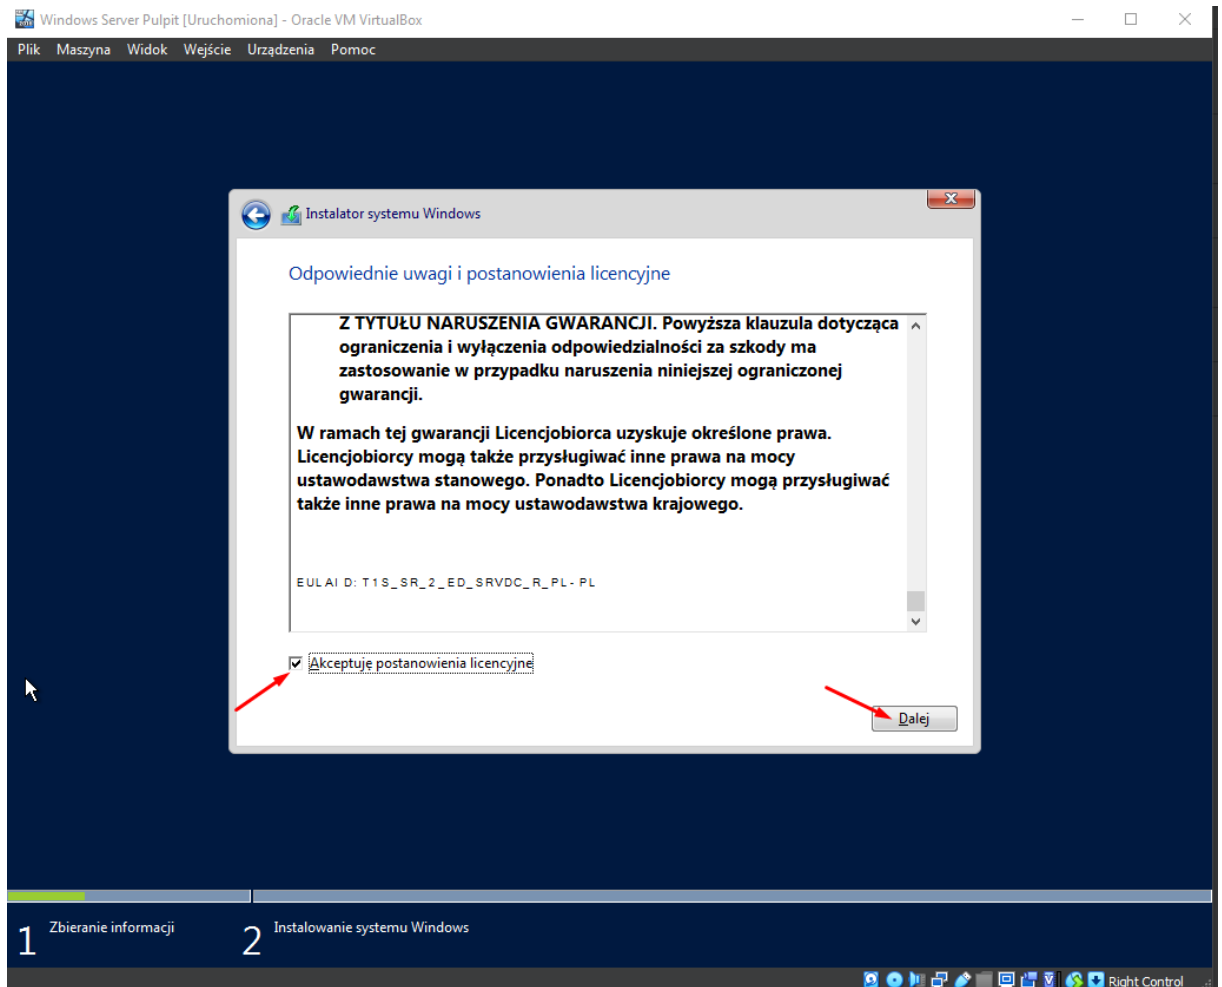 Windows Server Pulpit [Uruchomiona] - Oracle VM VirtualBox
Plik Maszyna Widok Wejście Urządzenia Pomoc
Instalator systemu Windows
Odpowiednie uwagi i postanowienia licencyjne
Z TYTUŁU NARUSZENIA GWARANCJI. Powyższa klauzula dotycząca
ograniczenia i wyłączenia odpowiedzialności za szkody ma
zastosowanie w przypadku naruszenia niniejszej ograniczonej
gwarancji.
W ramach tej gwarancji Licencjobiorca uzyskuje określone prawa.
Licencjobiorcy mogą także przysługiwać inne prawa na mocy
ustawodawstwa stanowego. Ponadto Licencjobiorcy mogą przysługiwać
także inne prawa na mocy ustawodawstwa krajowego.
EULAI D: T1S_SR_2_ED_SRVDC_R_PL- PL
Akceptuję postanowienia licencyjne
Dalej
1 Zbieranie informacji
2 Instalowanie systemu Windows
Right Control